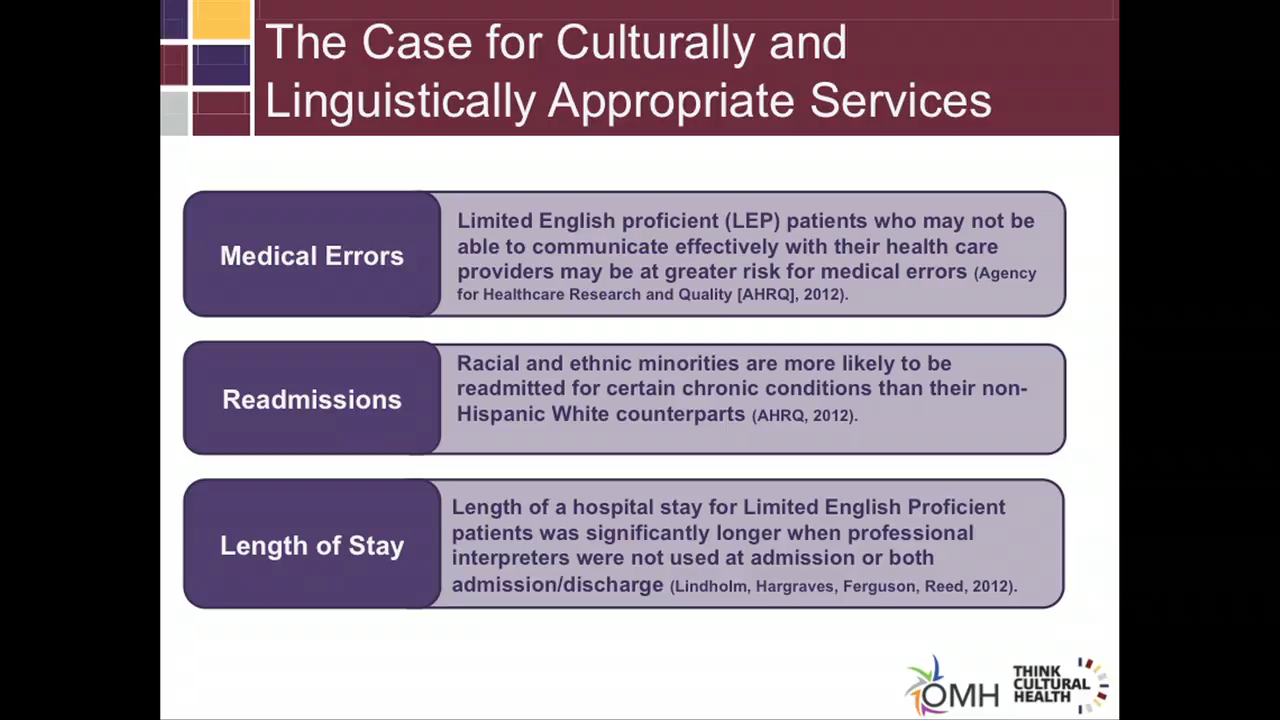 The Case for Culturally and
Linguistically Appropriate Services
Medical Errors
Limited English proficient (LEP) patients who may not be
able to communicate effectively with their health care
providers may be at greater risk for medical errors (Agency
for Healthcare Research and Quality [AHRQ], 2012).
Readmissions
Racial and ethnic minorities are more likely to be
readmitted for certain chronic conditions than their non-
Hispanic White counterparts (AHRQ, 2012).
Length of Stay
Length of a hospital stay for Limited English Proficient
patients was significantly longer when professional
interpreters were not used at admission or both
admission/discharge (Lindholm, Hargraves, Ferguson, Reed, 2012).
OMH
THINK
CULTURAL
HEALTH